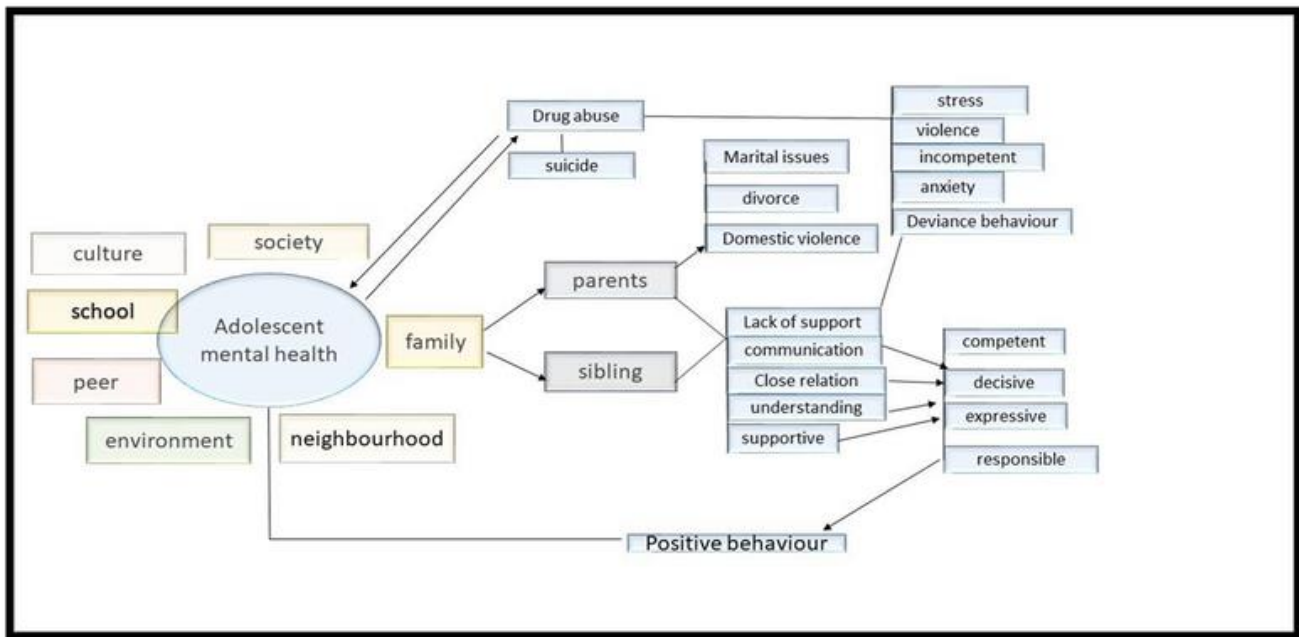 Drug abuse
suicide
stress
violence
incompetent
anxiety
Deviance behaviour
Marital issues
divorce
Domestic violence
culture
society
school
Adolescent
mental health
peer
environment
neighbourhood
family
parents
sibling
Lack of support
communication
Close relation
understanding
supportive
competent
decisive
expressive
responsible
Positive behaviour